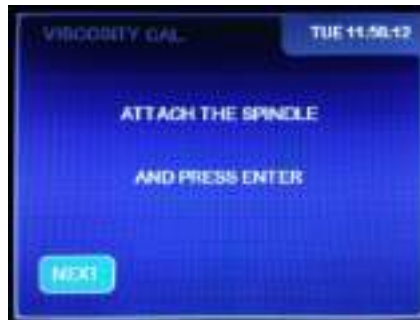 VISCOSITY CAL.
TUE 11.56.12
ATTACH THE SPINDLE
AND PRESS ENTER
NEXT